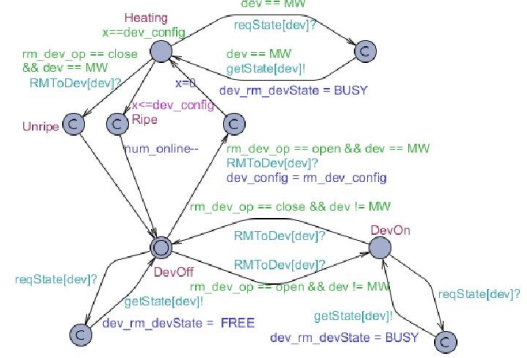 dev == MW
Heating
reqState[dev]?
x==dev_config
rm_dev_op == close
&& dev == MW
RMToDev[dev]?
dev == MW
getState[dev]!
C
x=0
dev_rm_devState = BUSY
x<=dev_config
Unripe
C
C
Ripe
C
num_online--
rm_dev_op == open && dev == MW
RMToDev[dev]?
dev_config = rm_dev_config
rm_dev_op == close && dev != MW
DevOn
RMToDev[dev]?
C
RMToDev[dev]?
DevOff
reqState[dev]?
rm_dev_op == open && dev != MW
reqState[dev]?
getState[dev]!
getState[dev]!
dev_rm_devState = FREE
C
dev_rm_devState = BUSY
C